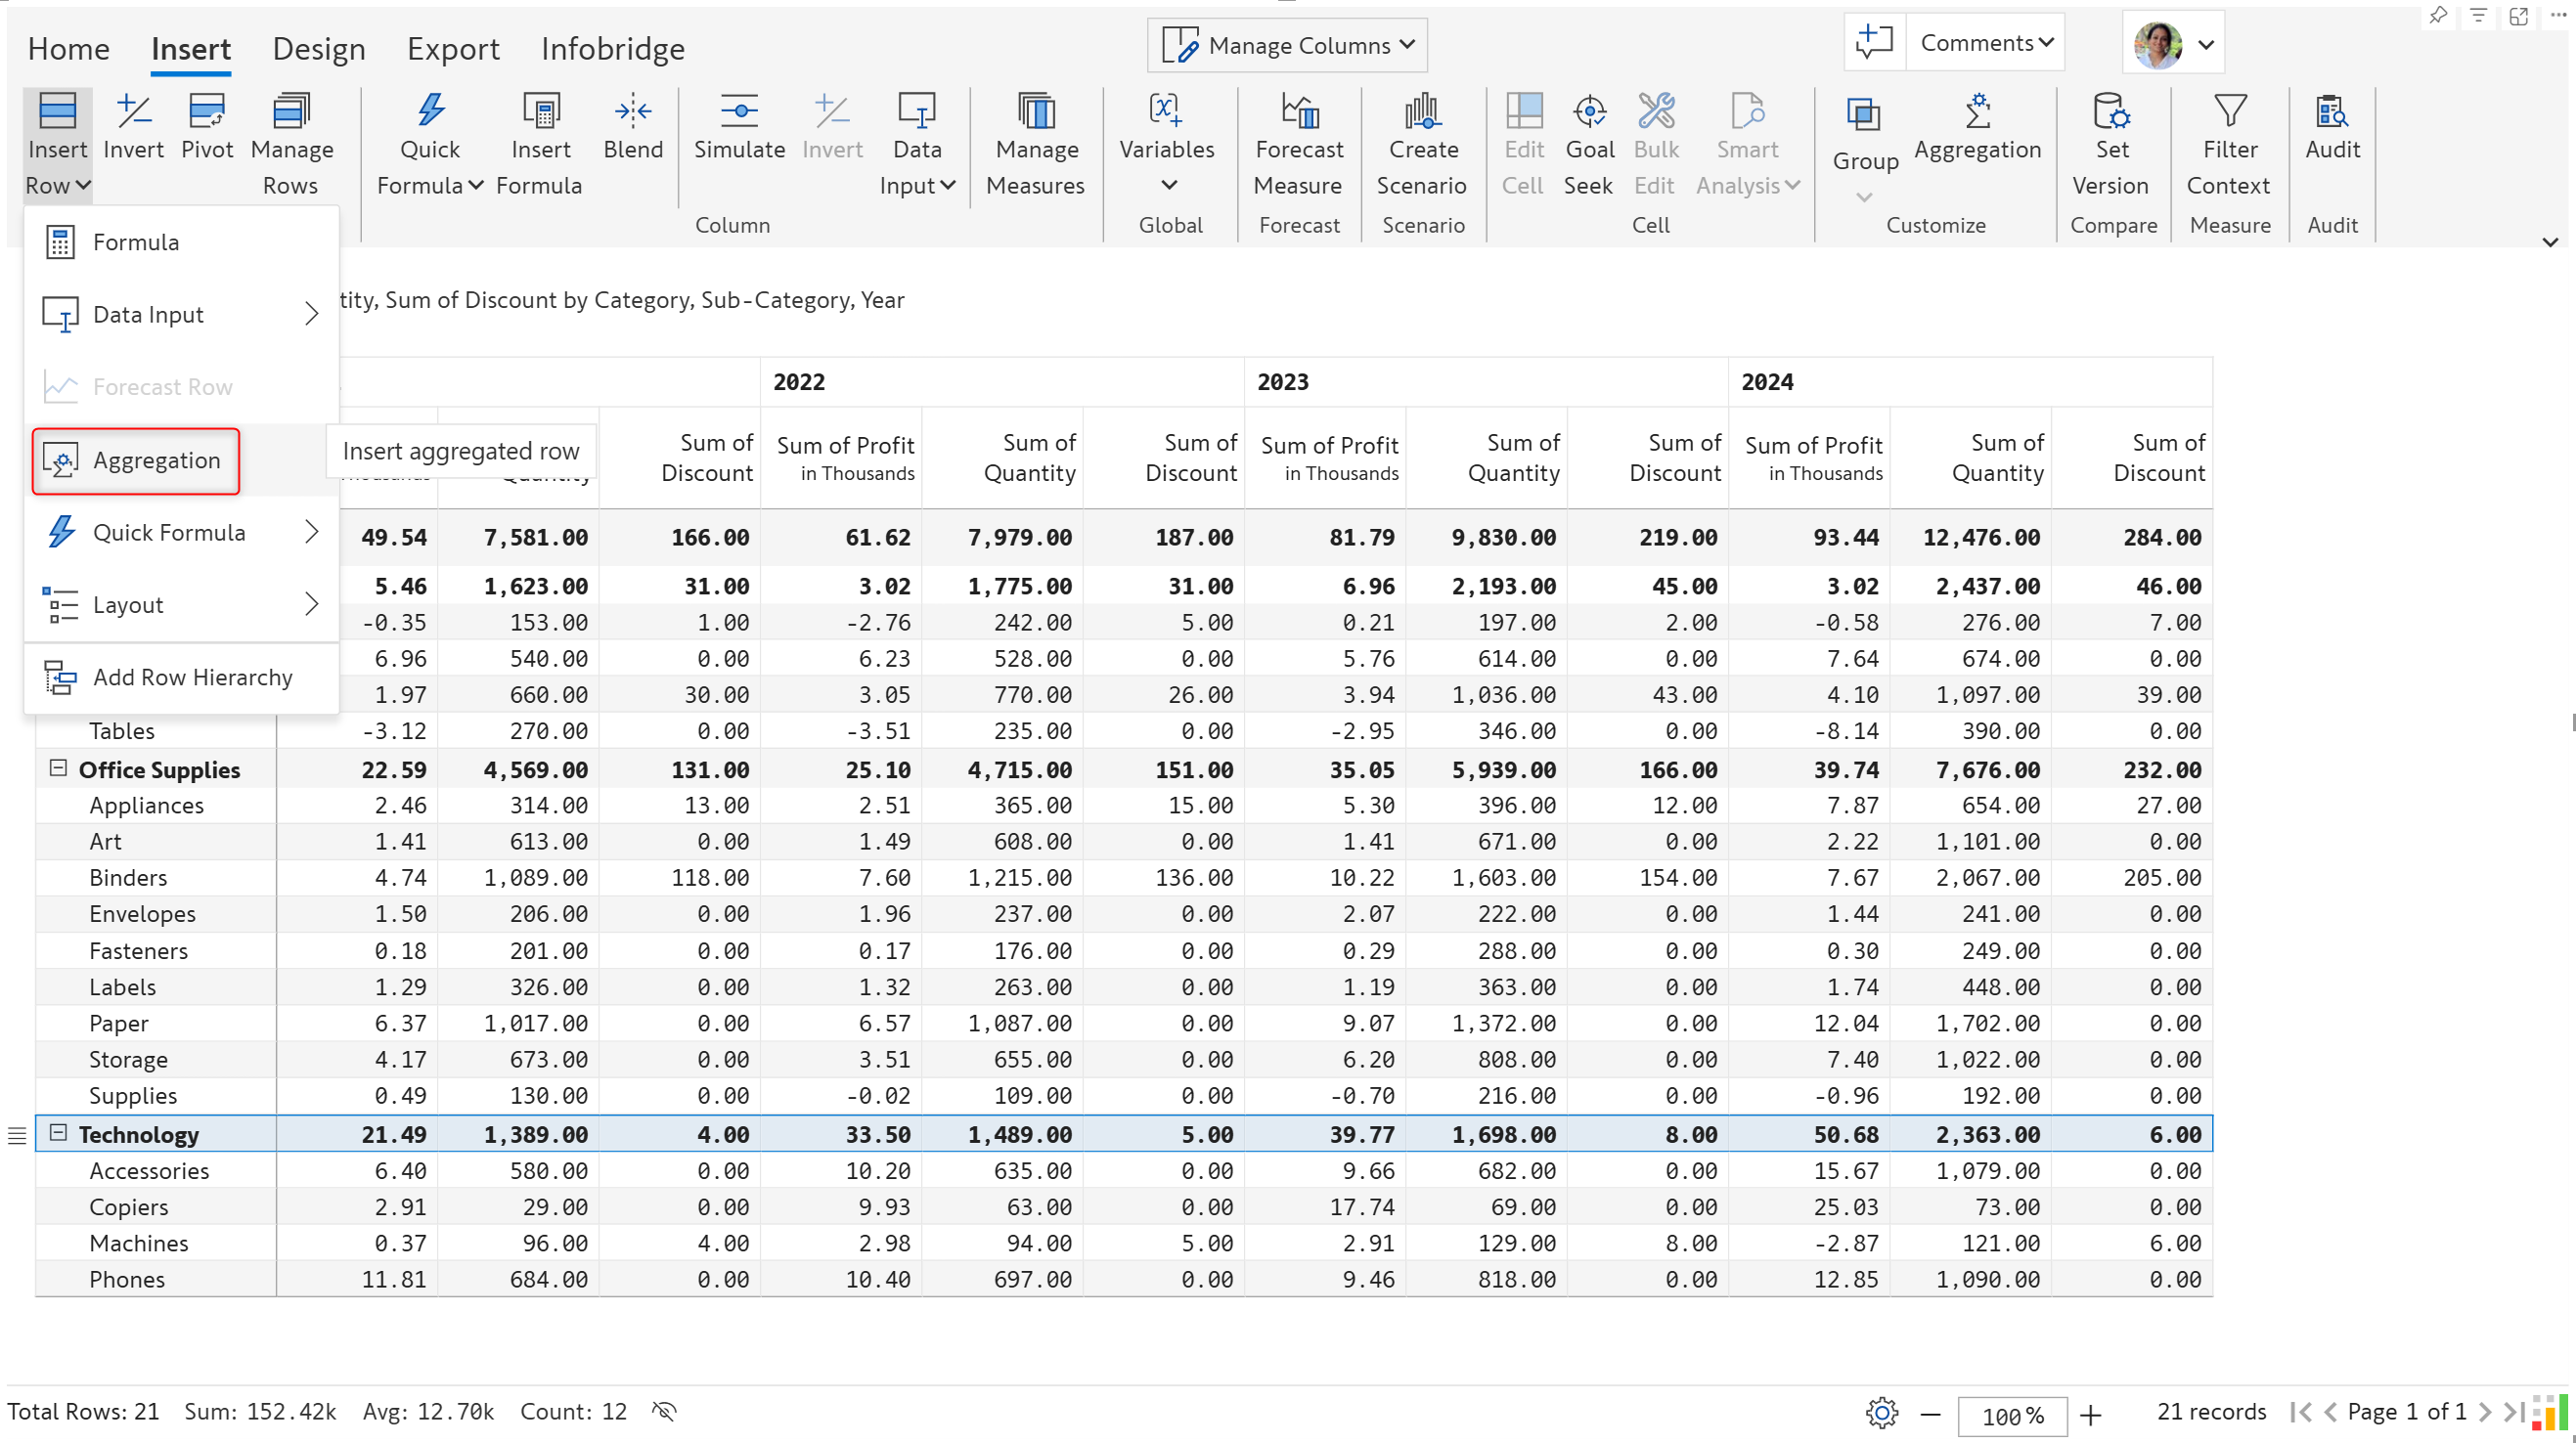 Home Insert Design Export Infobridge Manage Columns Comments
Insert Row Invert Pivot Manage Rows Quick Formula Insert Formula Blend Simulate Invert Data Input Manage Measures Variables Forecast Measure Create Scenario Edit Cell Goal Seek Bulk Edit Smart Analysis Group Aggregation Set Version Filter Context Audit
Column Global Forecast Scenario Cell Customize Compare Measure Audit
Formula
Data Input
Forecast Row
Aggregation
Insert aggregated row
Quick Formula
Layout
Add Row Hierarchy
tity, Sum of Discount by Category, Sub-Category, Year
2022 2023 2024
Thousands Quantity Sum of Discount Sum of Profit in Thousands Sum of Quantity Sum of Discount Sum of Profit in Thousands Sum of Quantity Sum of Discount Sum of Profit in Thousands Sum of Quantity Sum of Discount
49.54 7,581.00 166.00 61.62 7,979.00 187.00 81.79 9,830.00 219.00 93.44 12,476.00 284.00
5.46 1,623.00 31.00 3.02 1,775.00 31.00 6.96 2,193.00 45.00 3.02 2,437.00 46.00
-0.35 153.00 1.00 -2.76 242.00 5.00 0.21 197.00 2.00 -0.58 276.00 7.00
6.96 540.00 0.00 6.23 528.00 0.00 5.76 614.00 0.00 7.64 674.00 0.00
1.97 660.00 30.00 3.05 770.00 26.00 3.94 1,036.00 43.00 4.10 1,097.00 39.00
Tables -3.12 270.00 0.00 -3.51 235.00 0.00 -2.95 346.00 0.00 -8.14 390.00 0.00
Office Supplies 22.59 4,569.00 131.00 25.10 4,715.00 151.00 35.05 5,939.00 166.00 39.74 7,676.00 232.00
Appliances 2.46 314.00 13.00 2.51 365.00 15.00 5.30 396.00 12.00 7.87 654.00 27.00
Art 1.41 613.00 0.00 1.49 608.00 0.00 1.41 671.00 0.00 2.22 1,101.00 0.00
Binders 4.74 1,089.00 118.00 7.60 1,215.00 136.00 10.22 1,603.00 154.00 7.67 2,067.00 205.00
Envelopes 1.50 206.00 0.00 1.96 237.00 0.00 2.07 222.00 0.00 1.44 241.00 0.00
Fasteners 0.18 201.00 0.00 0.17 176.00 0.00 0.29 288.00 0.00 0.30 249.00 0.00
Labels 1.29 326.00 0.00 1.32 263.00 0.00 1.19 363.00 0.00 1.74 448.00 0.00
Paper 6.37 1,017.00 0.00 6.57 1,087.00 0.00 9.07 1,372.00 0.00 12.04 1,702.00 0.00
Storage 4.17 673.00 0.00 3.51 655.00 0.00 6.20 808.00 0.00 7.40 1,022.00 0.00
Supplies 0.49 130.00 0.00 -0.02 109.00 0.00 -0.70 216.00 0.00 -0.96 192.00 0.00
Technology 21.49 1,389.00 4.00 33.50 1,489.00 5.00 39.77 1,698.00 8.00 50.68 2,363.00 6.00
Accessories 6.40 580.00 0.00 10.20 635.00 0.00 9.66 682.00 0.00 15.67 1,079.00 0.00
Copiers 2.91 29.00 0.00 9.93 63.00 0.00 17.74 69.00 0.00 25.03 73.00 0.00
Machines 0.37 96.00 4.00 2.98 94.00 5.00 2.91 129.00 8.00 -2.87 121.00 6.00
Phones 11.81 684.00 0.00 10.40 697.00 0.00 9.46 818.00 0.00 12.85 1,090.00 0.00
Total Rows: 21 Sum: 152.42k Avg: 12.70k Count: 12 100% 21 records Page 1 of 1